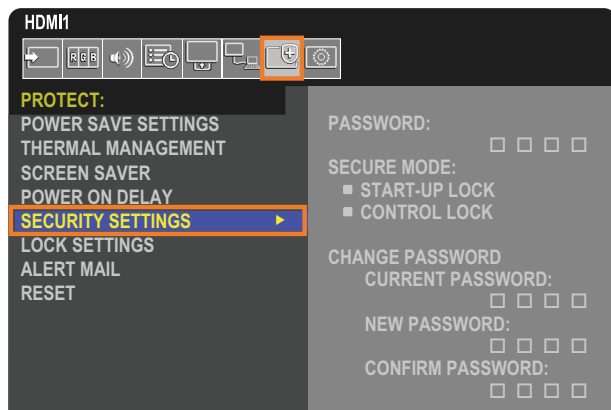 HDMI1
RGB
PROTECT:
POWER SAVE SETTINGS
THERMAL MANAGEMENT
SCREEN SAVER
POWER ON DELAY
SECURITY SETTINGS
LOCK SETTINGS
ALERT MAIL
RESET
PASSWORD:
SECURE MODE:
START-UP LOCK
CONTROL LOCK
CHANGE PASSWORD
CURRENT PASSWORD:
NEW PASSWORD:
CONFIRM PASSWORD: